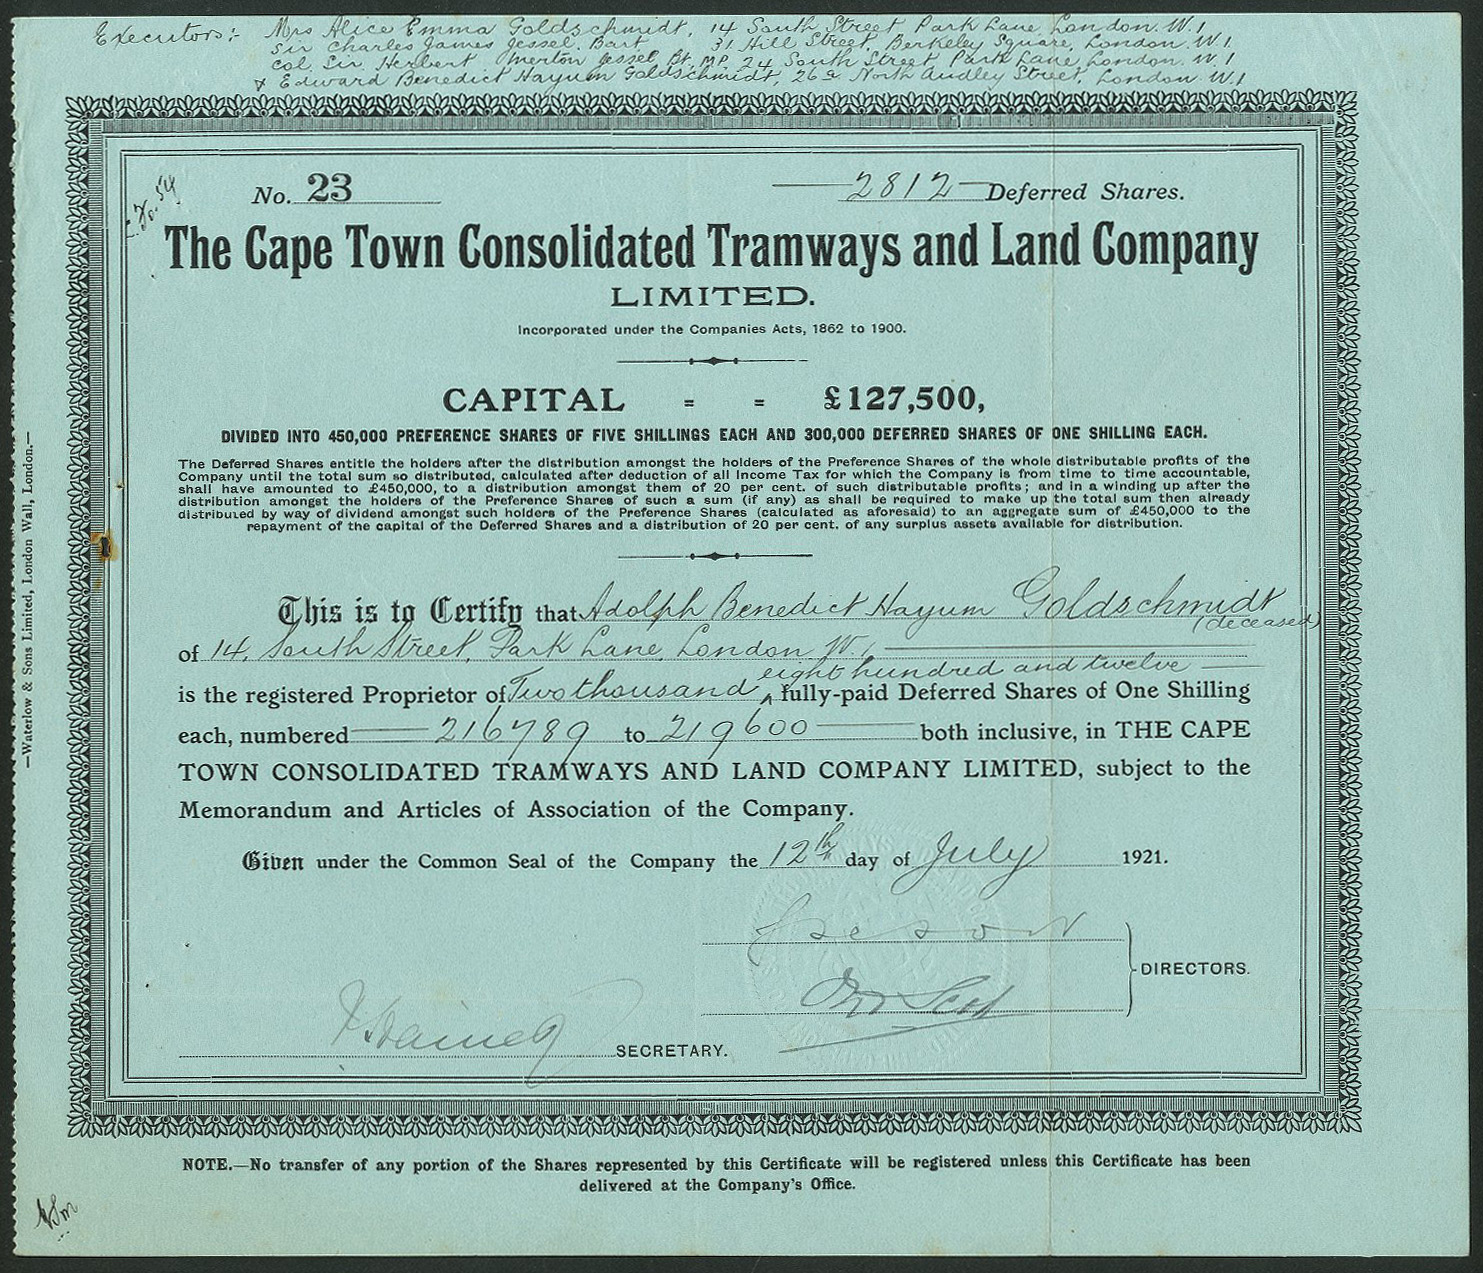 Executors:- Mrs Alice Emma Goldschmidt, 14 South Street Park Lane London. W.1
Sir Charles James Jessel. Bart 31 Hill Street, Berkeley Square, London. W.1.
Col. Sir Herbert Merton Jessel Bt. MP. 24 South Street, Park Lane London. W.1
& Edward Benedict Hayum Goldschmidt, 26a North Audley Street, London. W.1
No. 23
2812 Deferred Shares.
The Cape Town Consolidated Tramways and Land Company
LIMITED.
Incorporated under the Companies Acts, 1862 to 1900.
CAPITAL = = £127,500,
DIVIDED INTO 450,000 PREFERENCE SHARES OF FIVE SHILLINGS EACH AND 300,000 DEFERRED SHARES OF ONE SHILLING EACH.
The Deferred Shares entitle the holders after the distribution amongst the holders of the Preference Shares of the whole distributable profits of the
Company until the total sum so distributed, calculated after deduction of all Income Tax for which the Company is from time to time accountable,
shall have amounted to £450,000, to a distribution amongst them of 20 per cent. of such distributable profits; and in a winding up after the
distribution amongst the holders of the Preference Shares of such a sum (if any) as shall be required to make up the total sum then already
distributed by way of dividend amongst such holders of the Preference Shares (calculated as aforesaid) to an aggregate sum of £450,000 to the
repayment of the capital of the Deferred Shares and a distribution of 20 per cent. of any surplus assets available for distribution.
This is to Certify that Adolph Benedict Hayum Goldschmidt
(deceased)
of 14, South Street, Park Lane, London W.1
eight hundred and twelve
is the registered Proprietor of Two thousand ^ fully-paid Deferred Shares of One Shilling
each, numbered 216789 to 219600 both inclusive, in THE CAPE
TOWN CONSOLIDATED TRAMWAYS AND LAND COMPANY LIMITED, subject to the
Memorandum and Articles of Association of the Company.
Given under the Common Seal of the Company the 12th day of July 1921.
DIRECTORS.
SECRETARY.
NOTE.—No transfer of any portion of the Shares represented by this Certificate will be registered unless this Certificate has been
delivered at the Company's Office.
—Waterlow & Sons Limited, London Wall, London.—